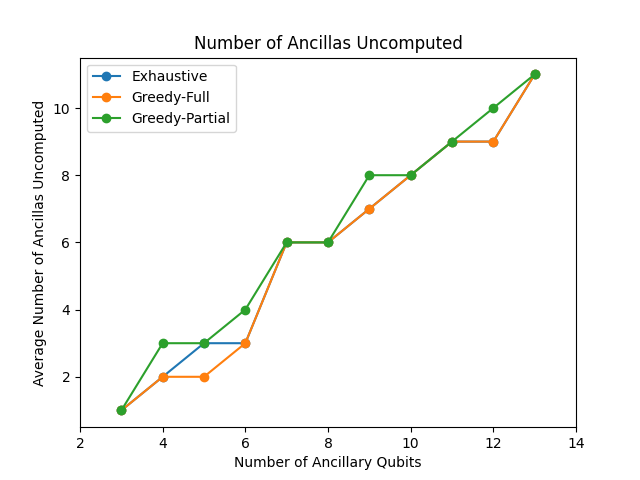 Number of Ancillas Uncomputed
Exhaustive
Greedy-Full
Greedy-Partial
Average Number of Ancillas Uncomputed
10
8
6
4
2
2 4 6 8 10 12 14
Number of Ancillary Qubits